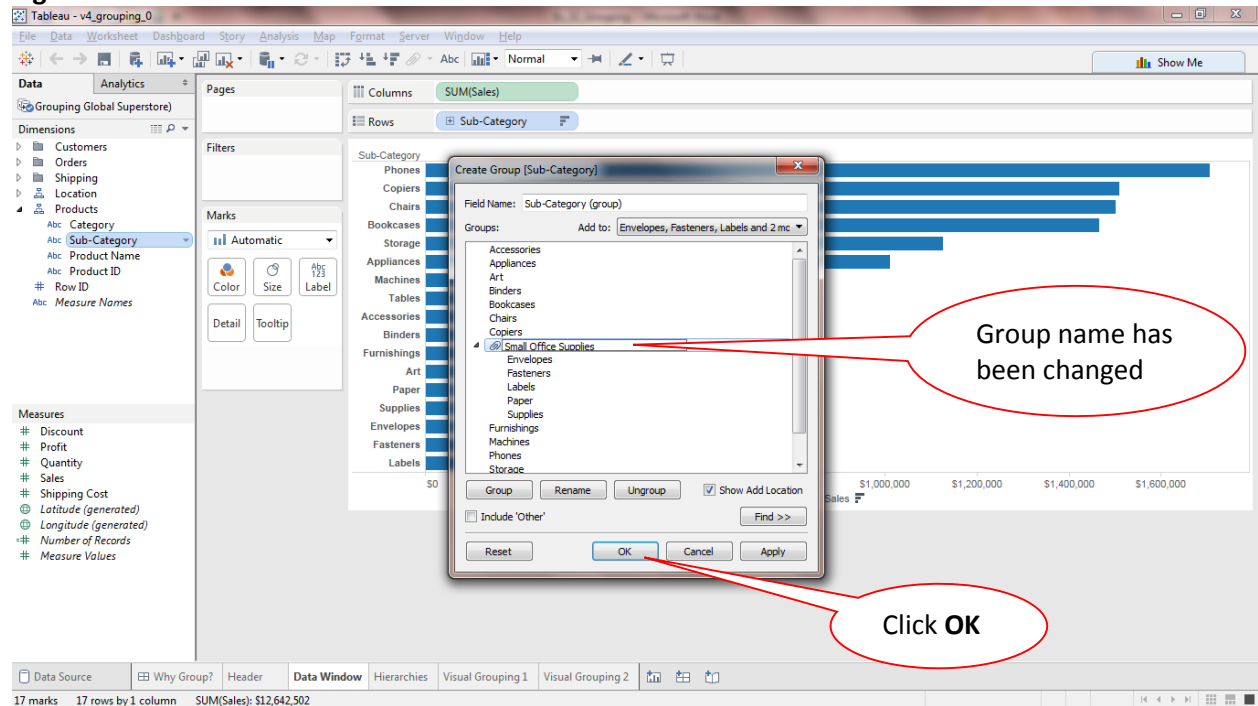 Tableau - v4_grouping_0
File Data Worksheet Dashboard Story Analysis Map Format Server Window Help
Abc Normal Show Me
Data Analytics
Grouping Global Superstore)
Dimensions
Customers
Orders
Shipping
Location
Products
Abc Category
Abc Sub-Category
Abc Product Name
Abc Product ID
# Row ID
Abc Measure Names
Measures
# Discount
# Profit
# Quantity
# Sales
# Shipping Cost
Latitude (generated)
Longitude (generated)
=# Number of Records
# Measure Values
Pages
Filters
Marks
Automatic
Abc
123
Color Size Label
Detail Tooltip
Columns SUM(Sales)
Rows Sub-Category
Sub-Category
Phones
Copiers
Chairs
Bookcases
Storage
Appliances
Machines
Tables
Accessories
Binders
Furnishings
Art
Paper
Supplies
Envelopes
Fasteners
Labels
$0 $1,000,000 $1,200,000 $1,400,000 $1,600,000
Sales
Create Group [Sub-Category]
Field Name: Sub-Category (group)
Groups: Add to: Envelopes, Fasteners, Labels and 2 mc
Accessories
Appliances
Art
Binders
Bookcases
Chairs
Copiers
Small Office Supplies
Envelopes
Fasteners
Labels
Paper
Supplies
Furnishings
Machines
Phones
Storage
Group Rename Ungroup Show Add Location
Include 'Other' Find >>
Reset OK Cancel Apply
Group name has
been changed
Click OK
Data Source Why Group? Header Data Window Hierarchies Visual Grouping 1 Visual Grouping 2
17 marks 17 rows by 1 column SUM(Sales): $12,642,502